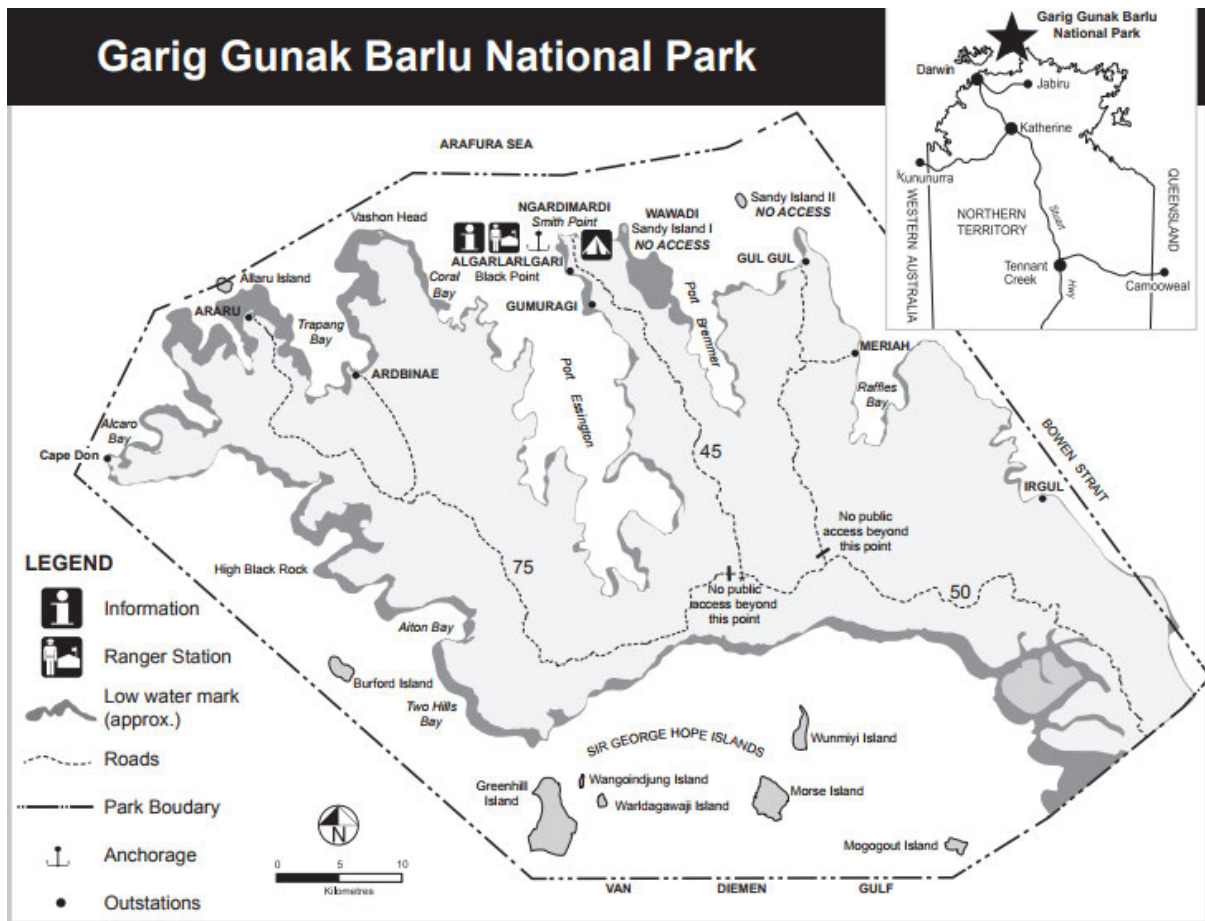 Garig Gunak Barlu National Park
Garig Gunak Barlu
National Park
Darwin
Jabiru
Katherine
Kununurra
WESTERN AUSTRALIA
NORTHERN
TERRITORY
Stuart
Hwy
QUEENSLAND
Tennant
Creek
Camooweal
ARAFURA SEA
Vashon Head
NGARDIMARDI
Smith Point
WAWADI
Sandy Island I
NO ACCESS
Sandy Island II
NO ACCESS
ALGARLARLGARI
Black Point
GUL GUL
Coral
Bay
Allaru Island
ARARU
Trapang
Bay
GUMURAGI
Port
Bremmer
ARDBINAE
MERIAH
Raffles
Bay
Port
Essington
Alcaro
Bay
Cape Don
45
BOWEN STRAIT
IRGUL
No public
access beyond
this point
High Black Rock
75
No public
access beyond
this point
50
Aiton Bay
Burford Island
Two Hills
Bay
SIR GEORGE HOPE ISLANDS
Wunmiyi Island
Greenhill
Island
Wangoindjung Island
Warldagawaji Island
Morse Island
Mogogout Island
VAN DIEMEN GULF
LEGEND
Information
Ranger Station
Low water mark
(approx.)
Roads
Park Boudary
Anchorage
Outstations
N
0 5 10
Kilometres